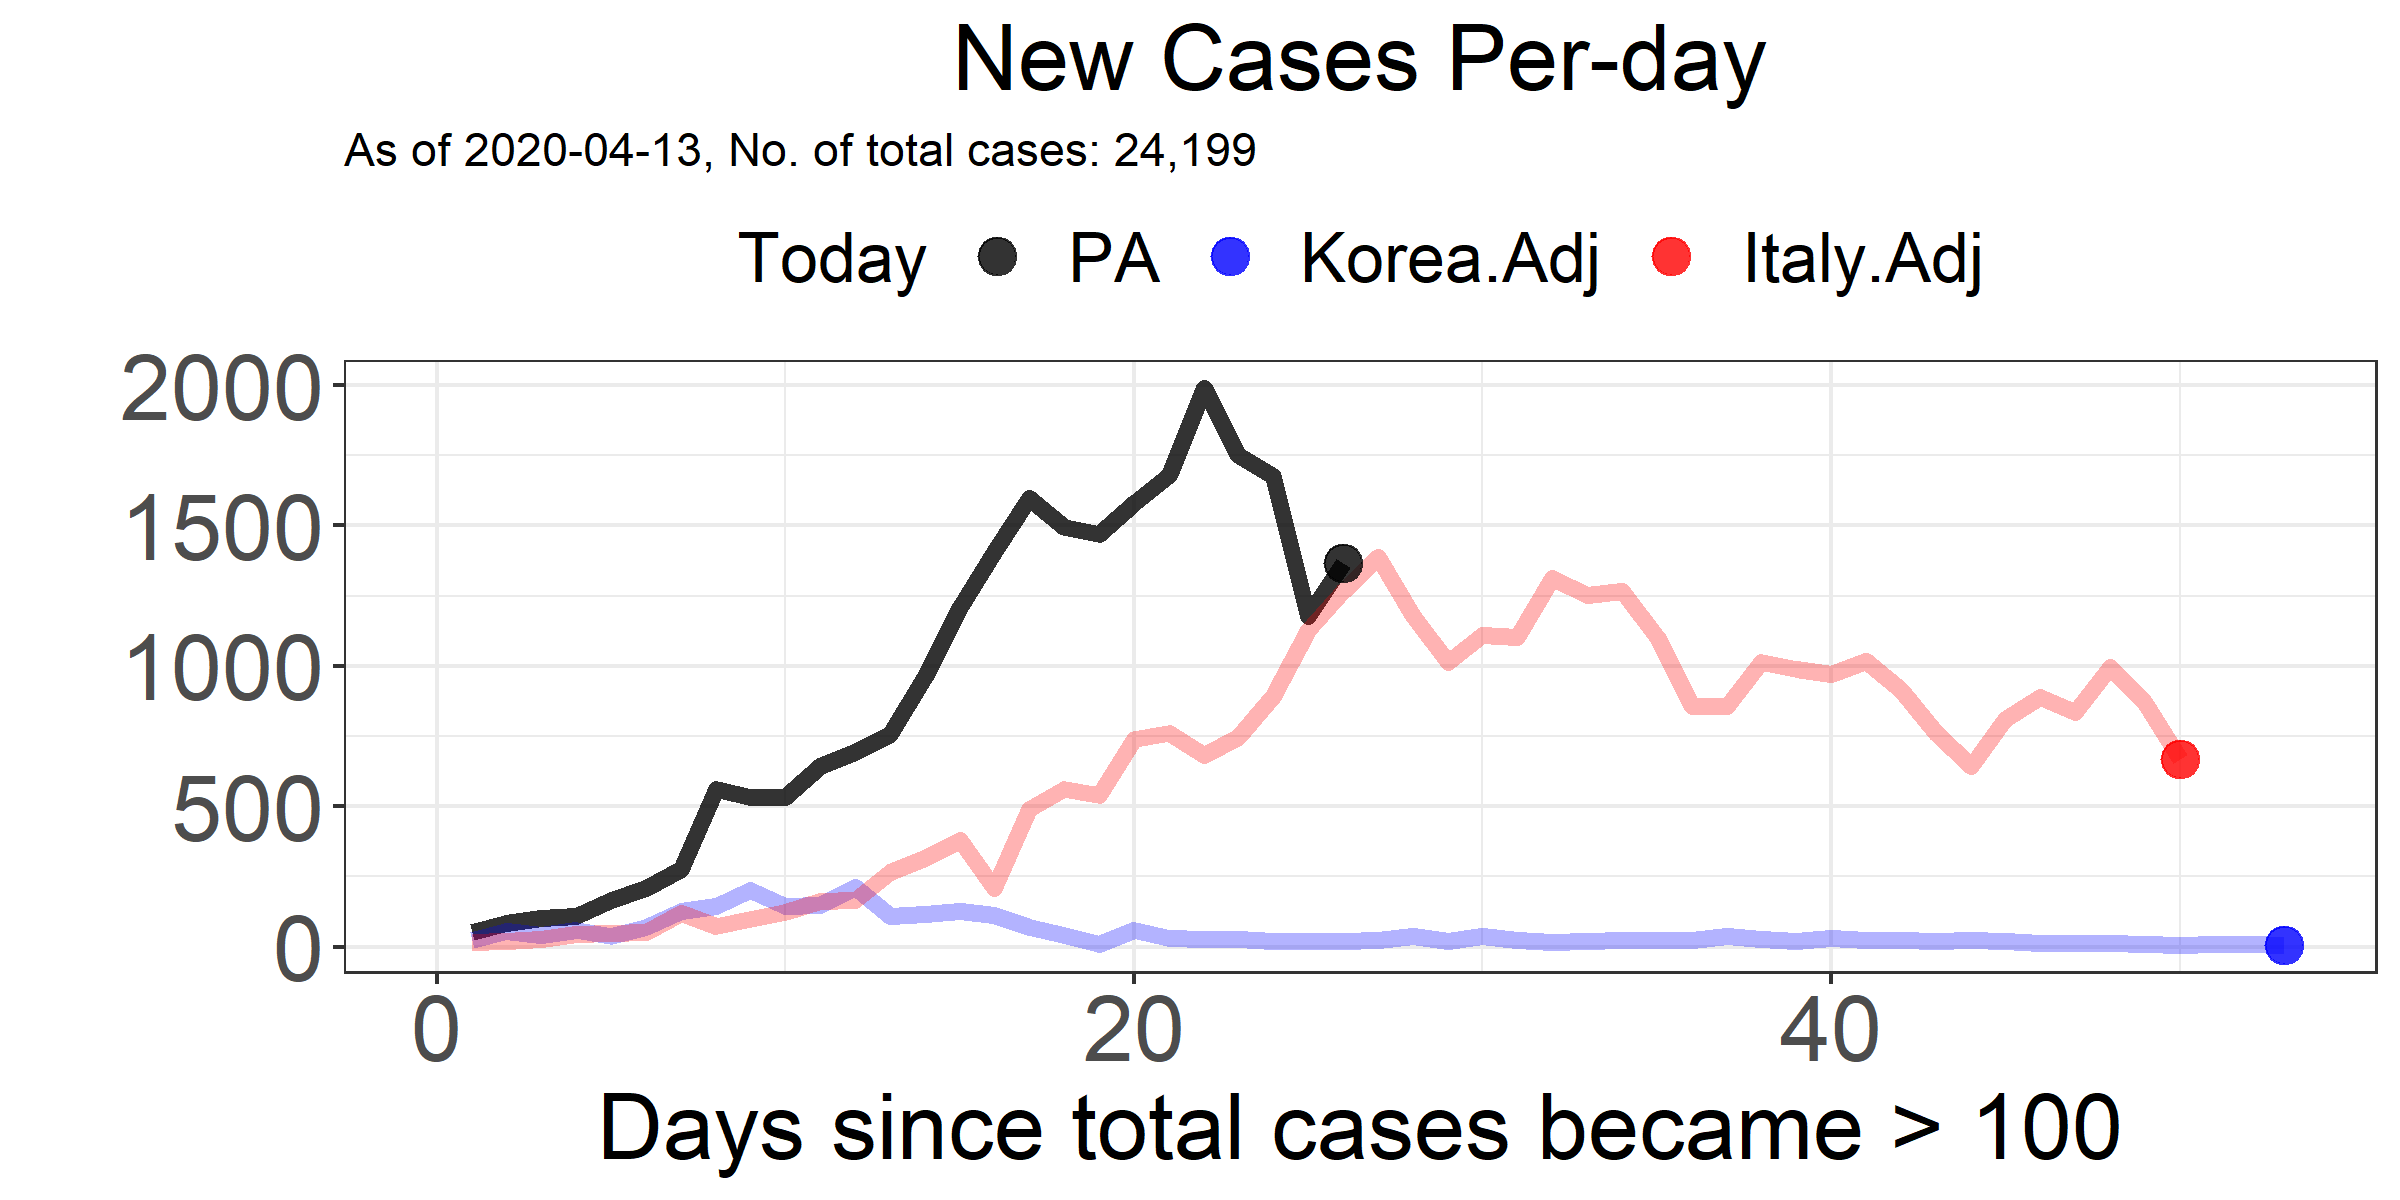 New Cases Per-day
As of 2020-04-13, No. of total cases: 24,199
Today PA Korea.Adj Italy.Adj
2000
1500
1000
500
0
0 20 40
Days since total cases became > 100